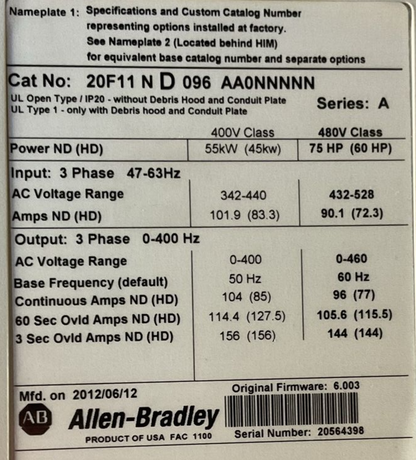 Nameplate 1: Specifications and Custom Catalog Number
representing options installed at factory.
See Nameplate 2 (Located behind HIM)
for equivalent base catalog number and separate options
Cat No: 20F11 N D 096 AA0NNNNN
UL Open Type / IP20 - without Debris Hood and Conduit Plate
UL Type 1 - only with Debris hood and Conduit Plate
Series: A
400V Class 480V Class
Power ND (HD) 55kW (45kw) 75 HP (60 HP)
Input: 3 Phase 47-63Hz
AC Voltage Range 342-440 432-528
Amps ND (HD) 101.9 (83.3) 90.1 (72.3)
Output: 3 Phase 0-400 Hz
AC Voltage Range 0-400 0-460
Base Frequency (default) 50 Hz 60 Hz
Continuous Amps ND (HD) 104 (85) 96 (77)
60 Sec Ovld Amps ND (HD) 114.4 (127.5) 105.6 (115.5)
3 Sec Ovld Amps ND (HD) 156 (156) 144 (144)
Mfd. on 2012/06/12
Original Firmware: 6.003
AB Allen-Bradley
PRODUCT OF USA FAC 1100
Serial Number: 20564398